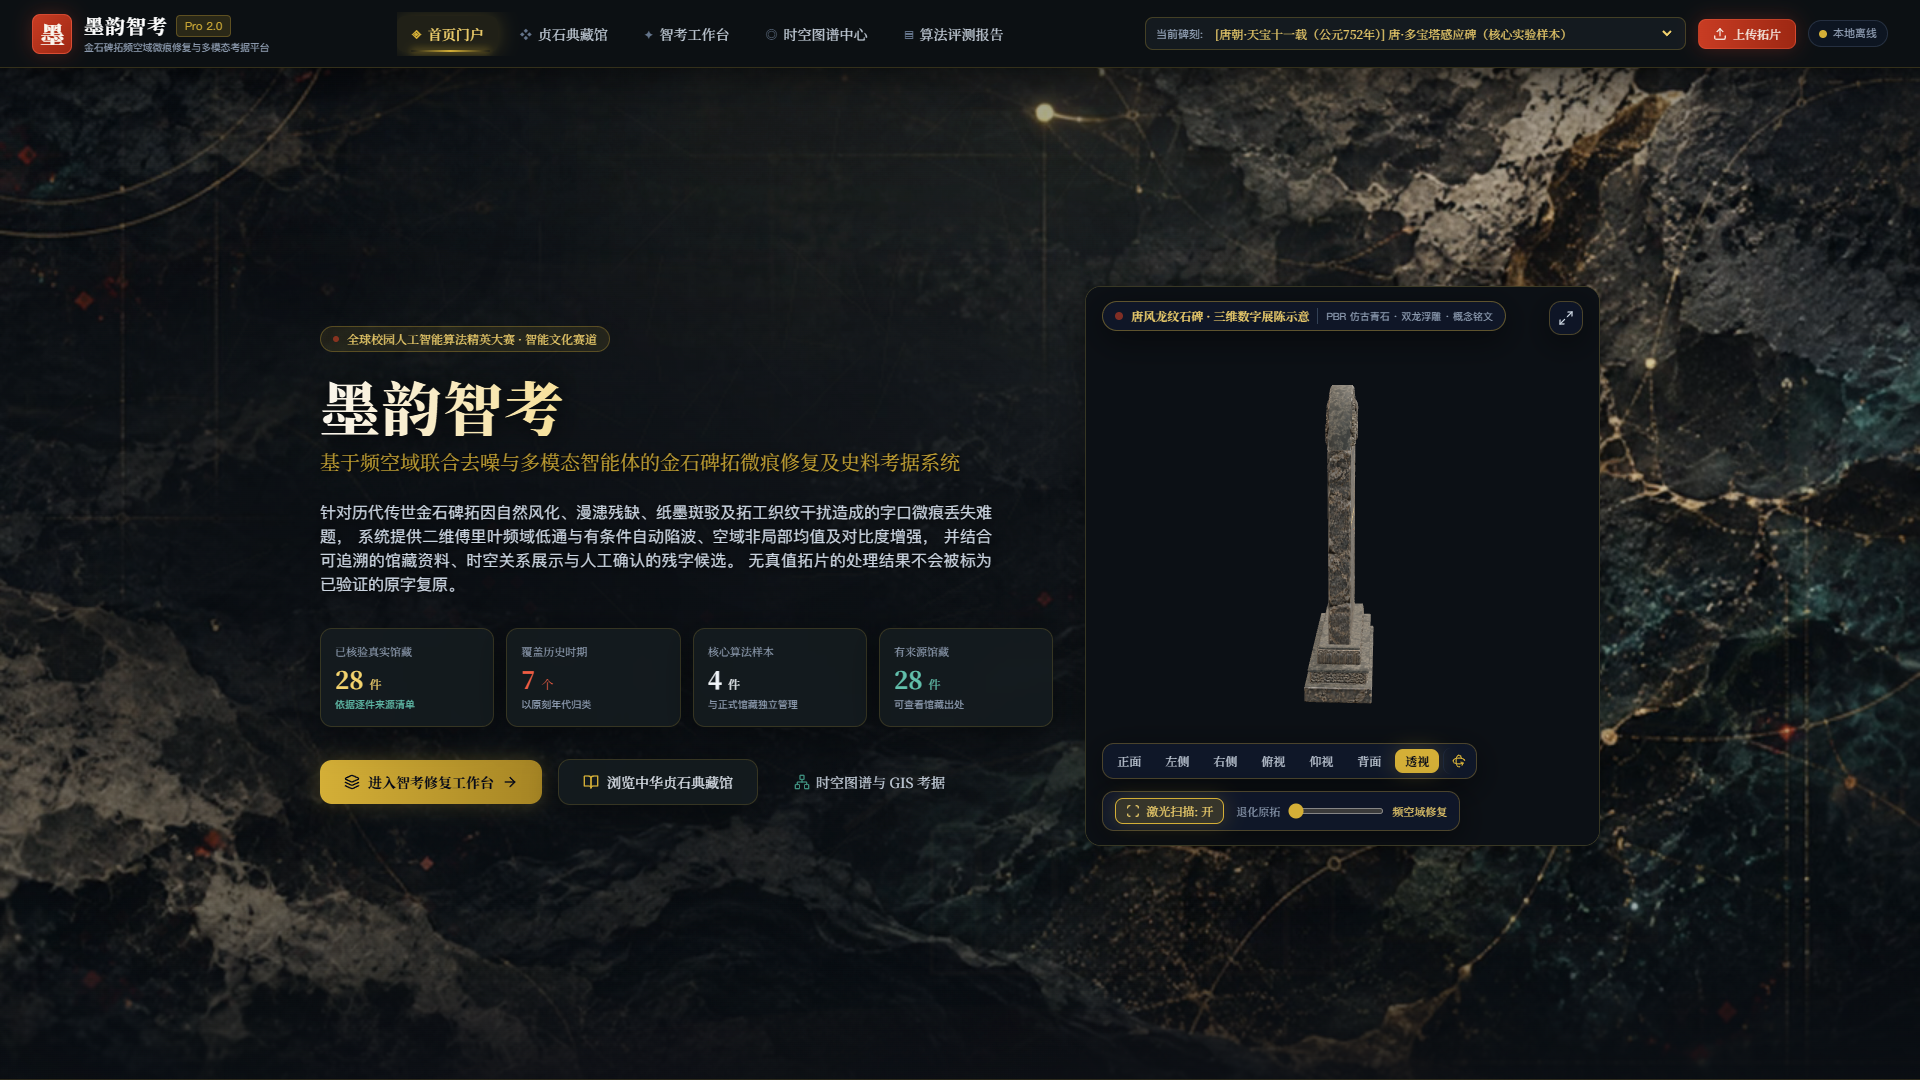 墨
墨韵智考
Pro 2.0
金石碑拓频空域微痕修复与多模态考据平台
首页门户
贞石典藏馆
智考工作台
时空图谱中心
算法评测报告
当前碑刻:
[唐朝·天宝十一载（公元752年）] 唐·多宝塔感应碑（核心实验样本）
上传拓片
本地离线
全球校园人工智能算法精英大赛 · 智能文化赛道
墨韵智考
基于频空域联合去噪与多模态智能体的金石碑拓微痕修复及史料考据系统
针对历代传世金石碑拓因自然风化、漫漶残缺、纸墨斑驳及拓工织纹干扰造成的字口微痕丢失难
题， 系统提供二维傅里叶频域低通与有条件自动陷波、空域非局部均值及对比度增强， 并结合
可追溯的馆藏资料、时空关系展示与人工确认的残字候选。 无真值拓片的处理结果不会被标为
已验证的原字复原。
已核验真实馆藏
28 件
依据逐件来源清单
覆盖历史时期
7 个
以原刻年代归类
核心算法样本
4 件
与正式馆藏独立管理
有来源馆藏
28 件
可查看馆藏出处
进入智考修复工作台
浏览中华贞石典藏馆
时空图谱与 GIS 考据
唐风龙纹石碑 · 三维数字展陈示意
PBR 仿古青石 · 双龙浮雕 · 概念铭文
正面
左侧
右侧
俯视
仰视
背面
透视
激光扫描: 开
退化原拓
频空域修复